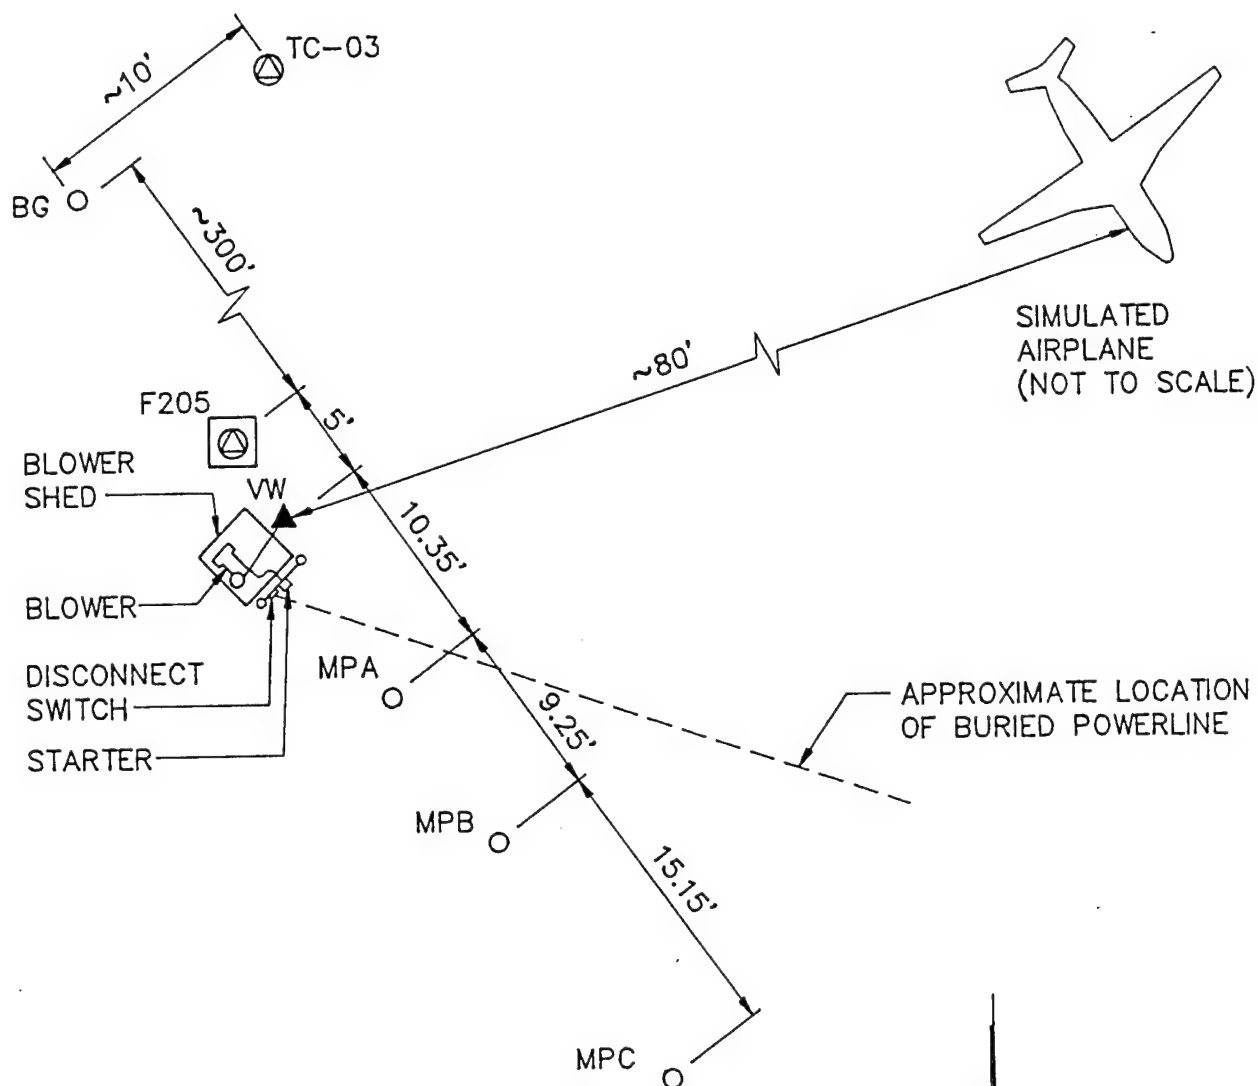 TC-03
~10'
BG
~300'
SIMULATED
AIRPLANE
(NOT TO SCALE)
~80'
F205
5'
BLOWER
SHED
VW
10.35'
BLOWER
MPA
DISCONNECT
SWITCH
9.25'
APPROXIMATE LOCATION
OF BURIED POWERLINE
STARTER
MPB
15.15'
MPC